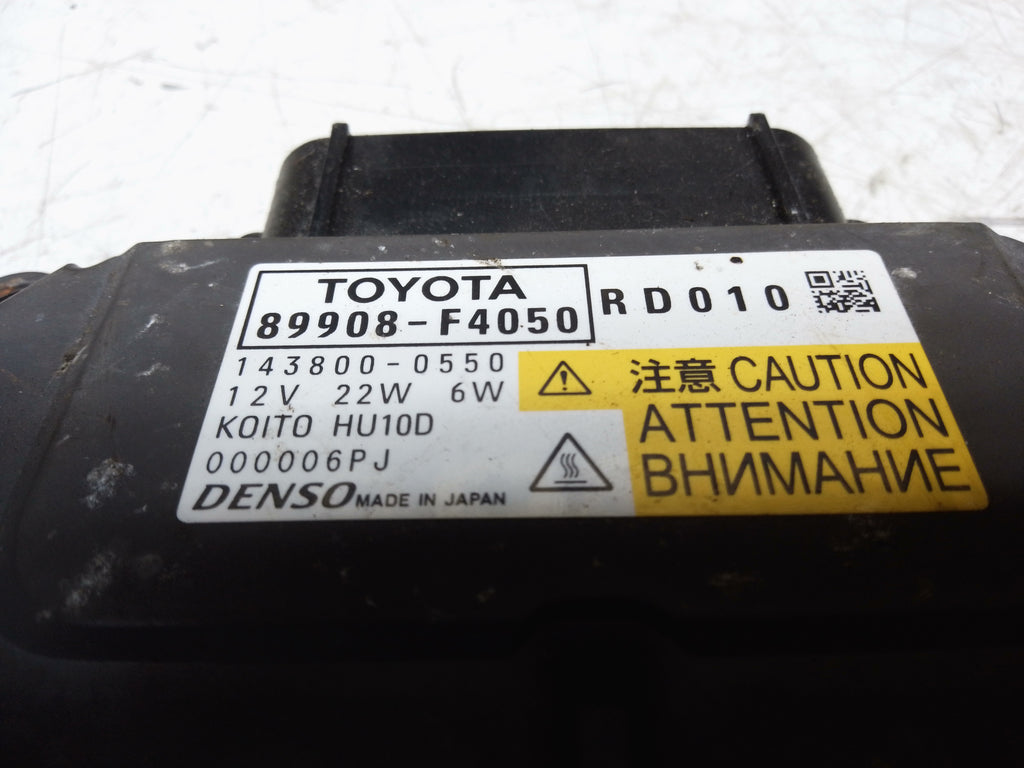 TOYOTA
89908-F4050
RD010
143800-0550
12V 22W 6W
KOITO HU10D
000006PJ
DENSO MADE IN JAPAN
注意 CAUTION
ATTENTION
ВНИМАНИЕ